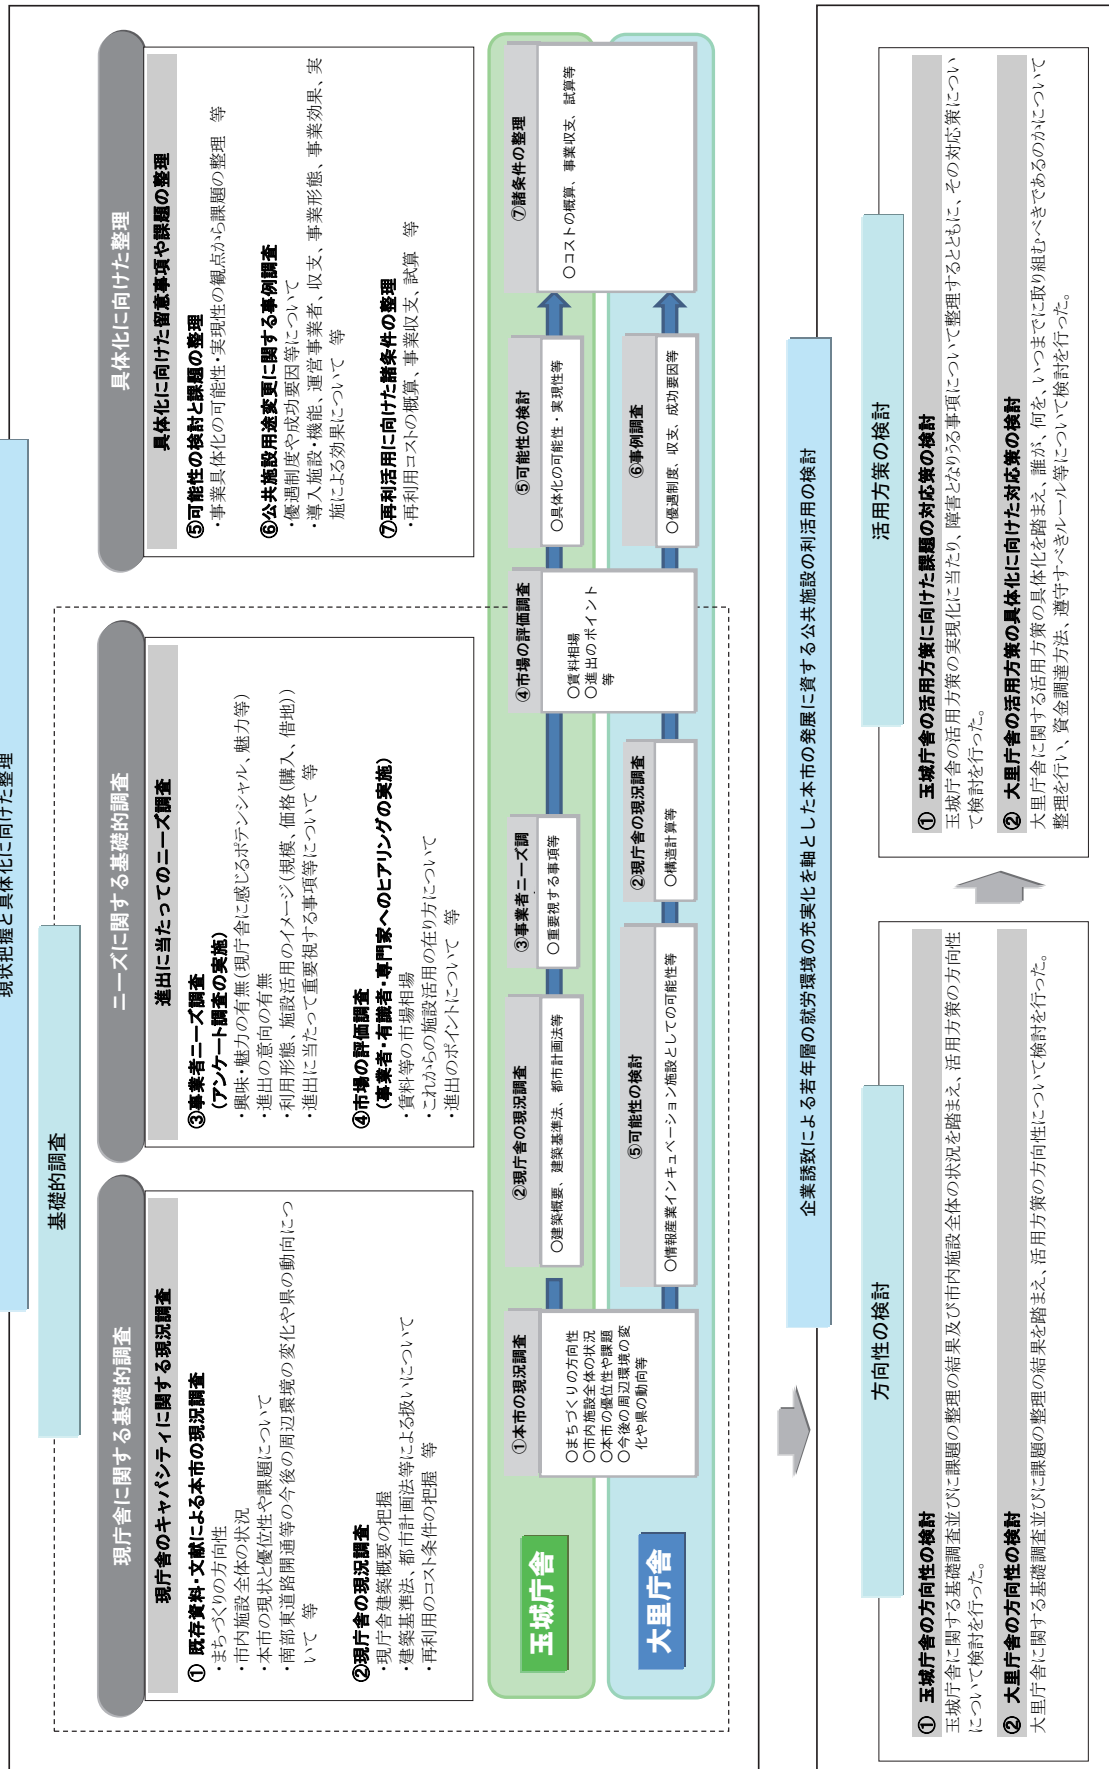 現状把握と具体化に向けた整理
基礎的調査
現庁舎に関する基礎的調査
現庁舎のキャパシティに関する現況調査
① 既存資料・文献による本市の現況調査
・まちづくりの方向性
・市内施設全体の状況
・本市の現状と優位性や課題について
・南部東道路開通等の今後の周辺環境の変化や県の動向につ
いて 等
②現庁舎の現況調査
・現庁舎建築概要の把握
・建築基準法、都市計画法等による扱いについて
・再利用のコスト条件の把握 等
ニーズに関する基礎的調査
進出に当たってのニーズ調査
③事業者ニーズ調査
(アンケート調査の実施)
・興味・魅力の有無(現庁舎に感じるポテンシャル、魅力等)
・進出の意向の有無
・利用形態、施設活用のイメージ(規模、価格(購入、借地))
・進出に当たって重要視する事項等について 等
④市場の評価調査
(事業者・有識者・専門家へのヒアリングの実施)
・賃料等の市場相場
・これからの施設活用の在り方について
・進出のポイントについて 等
具体化に向けた整理
具体化に向けた留意事項や課題の整理
⑤可能性の検討と課題の整理
・事業具体化の可能性・実現性の観点から課題の整理 等
⑥公共施設用途変更に関する事例調査
・優遇制度や成功要因等について
・導入施設・機能、運営事業者、収支、事業形態、事業効果、実
施による効果について 等
⑦再利活用に向けた諸条件の整理
・再利用コストの概算、事業収支、試算 等
玉城庁舎
大里庁舎
①本市の現況調査
○まちづくりの方向性
○市内施設全体の状況
○本市の優位性や課題
○今後の周辺環境の変
化や県の動向等
②現庁舎の現況調査
○建築概要、建築基準法、都市計画法等
③事業者ニーズ調
○重要視する事項等
⑤可能性の検討
○情報産業インキュベーション施設としての可能性等
②現庁舎の現況調査
○構造計算等
④市場の評価調査
○賃料相場
○進出のポイント
等
⑤可能性の検討
○具体化の可能性・実現性等
⑥事例調査
○優遇制度、収支、成功要因等
⑦諸条件の整理
○コストの概算、事業収支、試算等
企業誘致による若年層の就労環境の充実化を軸とした本市の発展に資する公共施設の利活用の検討
方向性の検討
① 玉城庁舎の方向性の検討
玉城庁舎に関する基礎調査並びに課題の整理の結果及び市内施設全体の状況を踏まえ、活用方策の方向性
について検討を行った。
② 大里庁舎の方向性の検討
大里庁舎に関する基礎調査並びに課題の整理の結果を踏まえ、活用方策の方向性について検討を行った。
活用方策の検討
① 玉城庁舎の活用方策に向けた課題の対応策の検討
玉城庁舎の活用方策の実現化に当たり、障害となりうる事項について整理するとともに、その対応策につい
て検討を行った。
② 大里庁舎の活用方策の具体化に向けた対応策の検討
大里庁舎に関する活用方策の具体化を踏まえ、誰が、何を、いつまでに取り組むべきであるのかについて
整理を行い、資金調達方法、遵守すべきルール等について検討を行った。